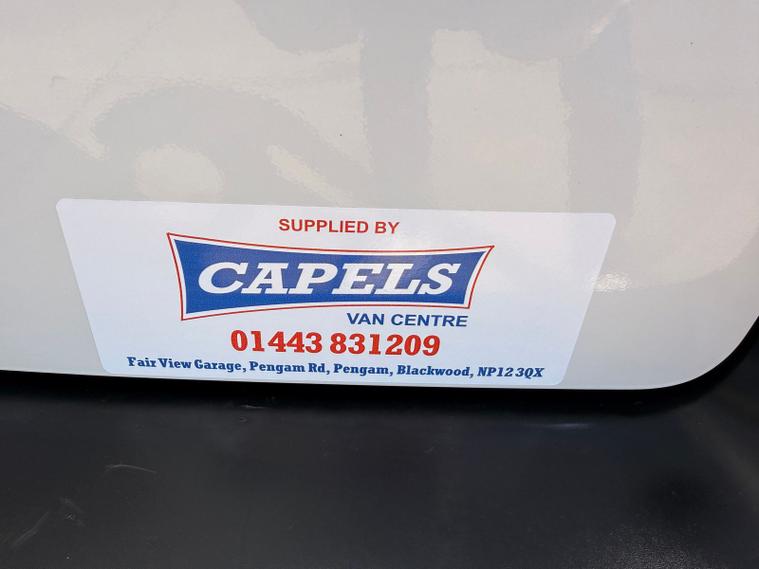 SUPPLIED BY
CAPELS
VAN CENTRE
01443 831209
Fair View Garage, Pengam Rd, Pengam, Blackwood, NP12 3QX